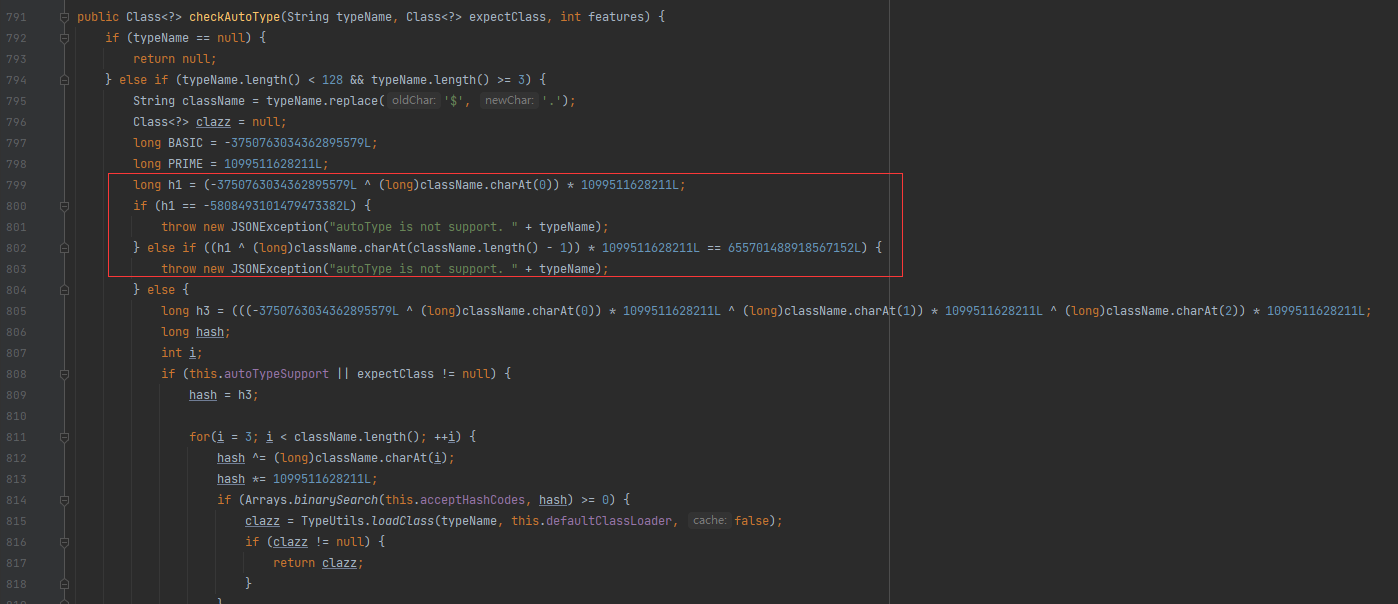 791 public Class<?> checkAutoType(String typeName, Class<?> expectClass, int features) {
792 if (typeName == null) {
793 return null;
794 } else if (typeName.length() < 128 && typeName.length() >= 3) {
795 String className = typeName.replace( oldChar: '$', newChar: '.');
796 Class<?> clazz = null;
797 long BASIC = -3750763034362895579L;
798 long PRIME = 1099511628211L;
799 long h1 = (-3750763034362895579L ^ (long)className.charAt(0)) * 1099511628211L;
800 if (h1 == -5808493101479473382L) {
801 throw new JSONException("autoType is not support. " + typeName);
802 } else if ((h1 ^ (long)className.charAt(className.length() - 1)) * 1099511628211L == 655701488918567152L) {
803 throw new JSONException("autoType is not support. " + typeName);
804 } else {
805 long h3 = (((-3750763034362895579L ^ (long)className.charAt(0)) * 1099511628211L ^ (long)className.charAt(1)) * 1099511628211L ^ (long)className.charAt(2)) * 1099511628211L;
806 long hash;
807 int i;
808 if (this.autoTypeSupport || expectClass != null) {
809 hash = h3;
810
811 for(i = 3; i < className.length(); ++i) {
812 hash ^= (long)className.charAt(i);
813 hash *= 1099511628211L;
814 if (Arrays.binarySearch(this.acceptHashCodes, hash) >= 0) {
815 clazz = TypeUtils.loadClass(typeName, this.defaultClassLoader, cache: false);
816 if (clazz != null) {
817 return clazz;
818 }